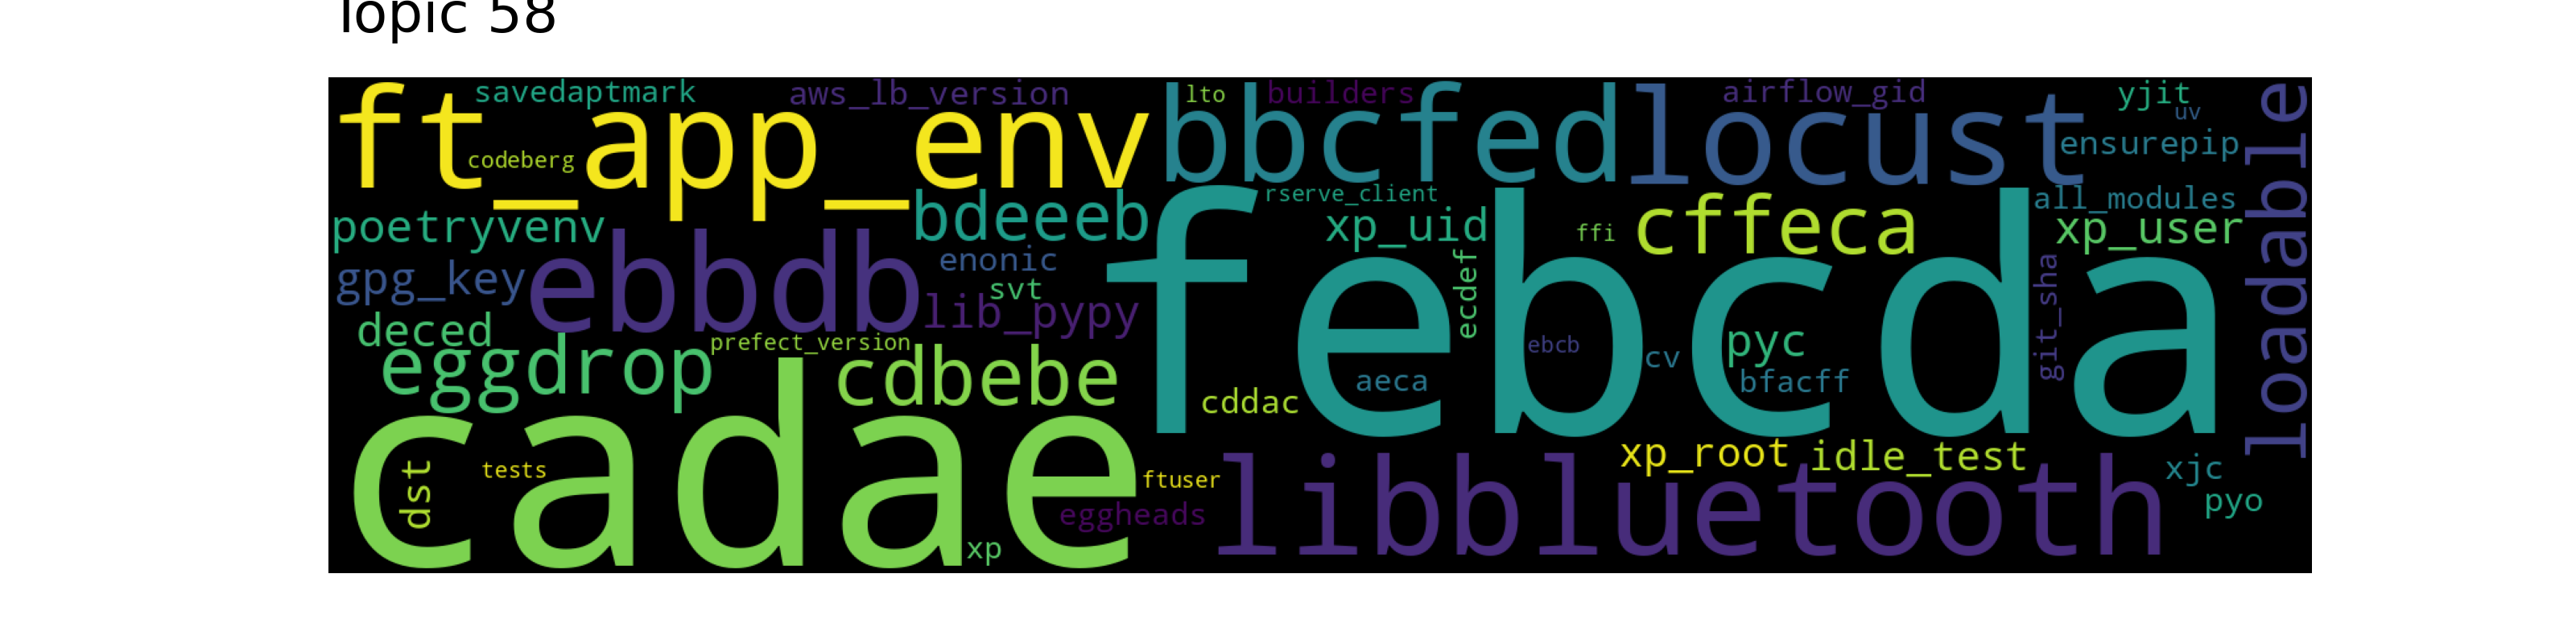 Topic 58
savedaptmark aws_lb_version lto builders airflow_gid yjit
uv
ft_app_env bbcfed locust loadable
codeberg ensurepip
rserve_client all_modules
poetryvenv bdeeeb xp_uid ffi cffeca xp_user
gpg_key ebbdb enonic ecdef git_sha
svt lib_pypy febcda
deced prefect_version ebcb cv pyc
eggdrop cdbebe aeca bfacff
cddac
cadae xp_root idle_test
dst tests ftuser xjc
eggheads libbluetooth pyo
xp